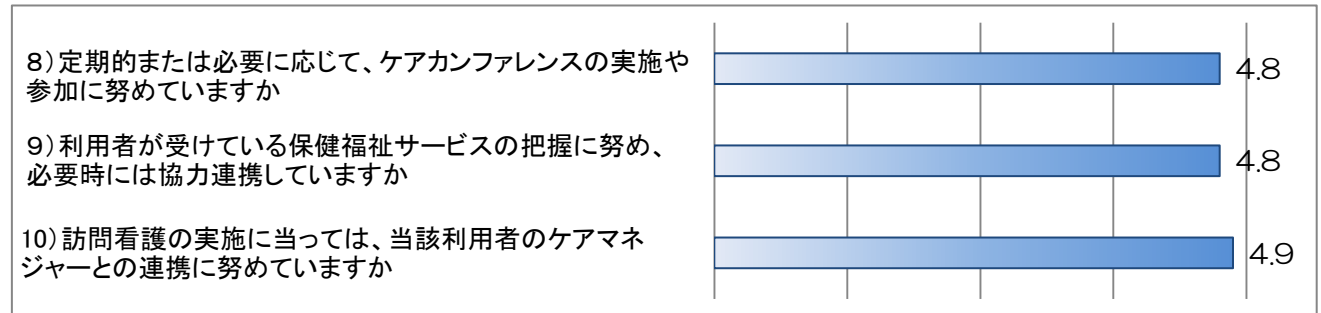 ８）定期的または必要に応じて、ケアカンファレンスの実施や
参加に努めていますか
4.8
９）利用者が受けている保健福祉サービスの把握に努め、
必要時には協力連携していますか
4.8
10）訪問看護の実施に当っては、当該利用者のケアマネ
ジャーとの連携に努めていますか
4.9